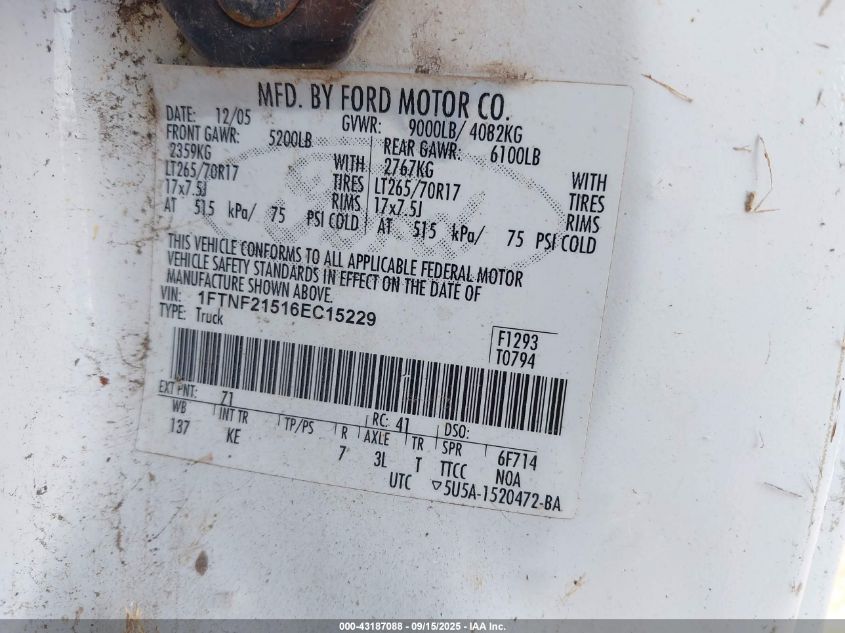 MFD. BY FORD MOTOR CO.
DATE: 12/05 GVWR: 9000LB/ 4082KG
FRONT GAWR: 5200LB REAR GAWR: 6100LB
2359KG WITH 2767KG WITH
LT265/70R17 TIRES LT265/70R17 TIRES
17x7.5J RIMS 17x7.5J RIMS
AT 515 kPa/ 75 PSI COLD AT 515 kPa/ 75 PSI COLD
THIS VEHICLE CONFORMS TO ALL APPLICABLE FEDERAL MOTOR
VEHICLE SAFETY STANDARDS IN EFFECT ON THE DATE OF
MANUFACTURE SHOWN ABOVE.
VIN: 1FTNF21516EC15229
TYPE: Truck
F1293
T0794
EXT PNT: 71 RC: 41 DSO:
WB INT TR TP/PS R AXLE TR SPR 6F714
137 KE 7 3L T TTCC NOA
UTC ▽5U5A-1520472-BA
000-43187088 - 09/15/2025 - IAA Inc.